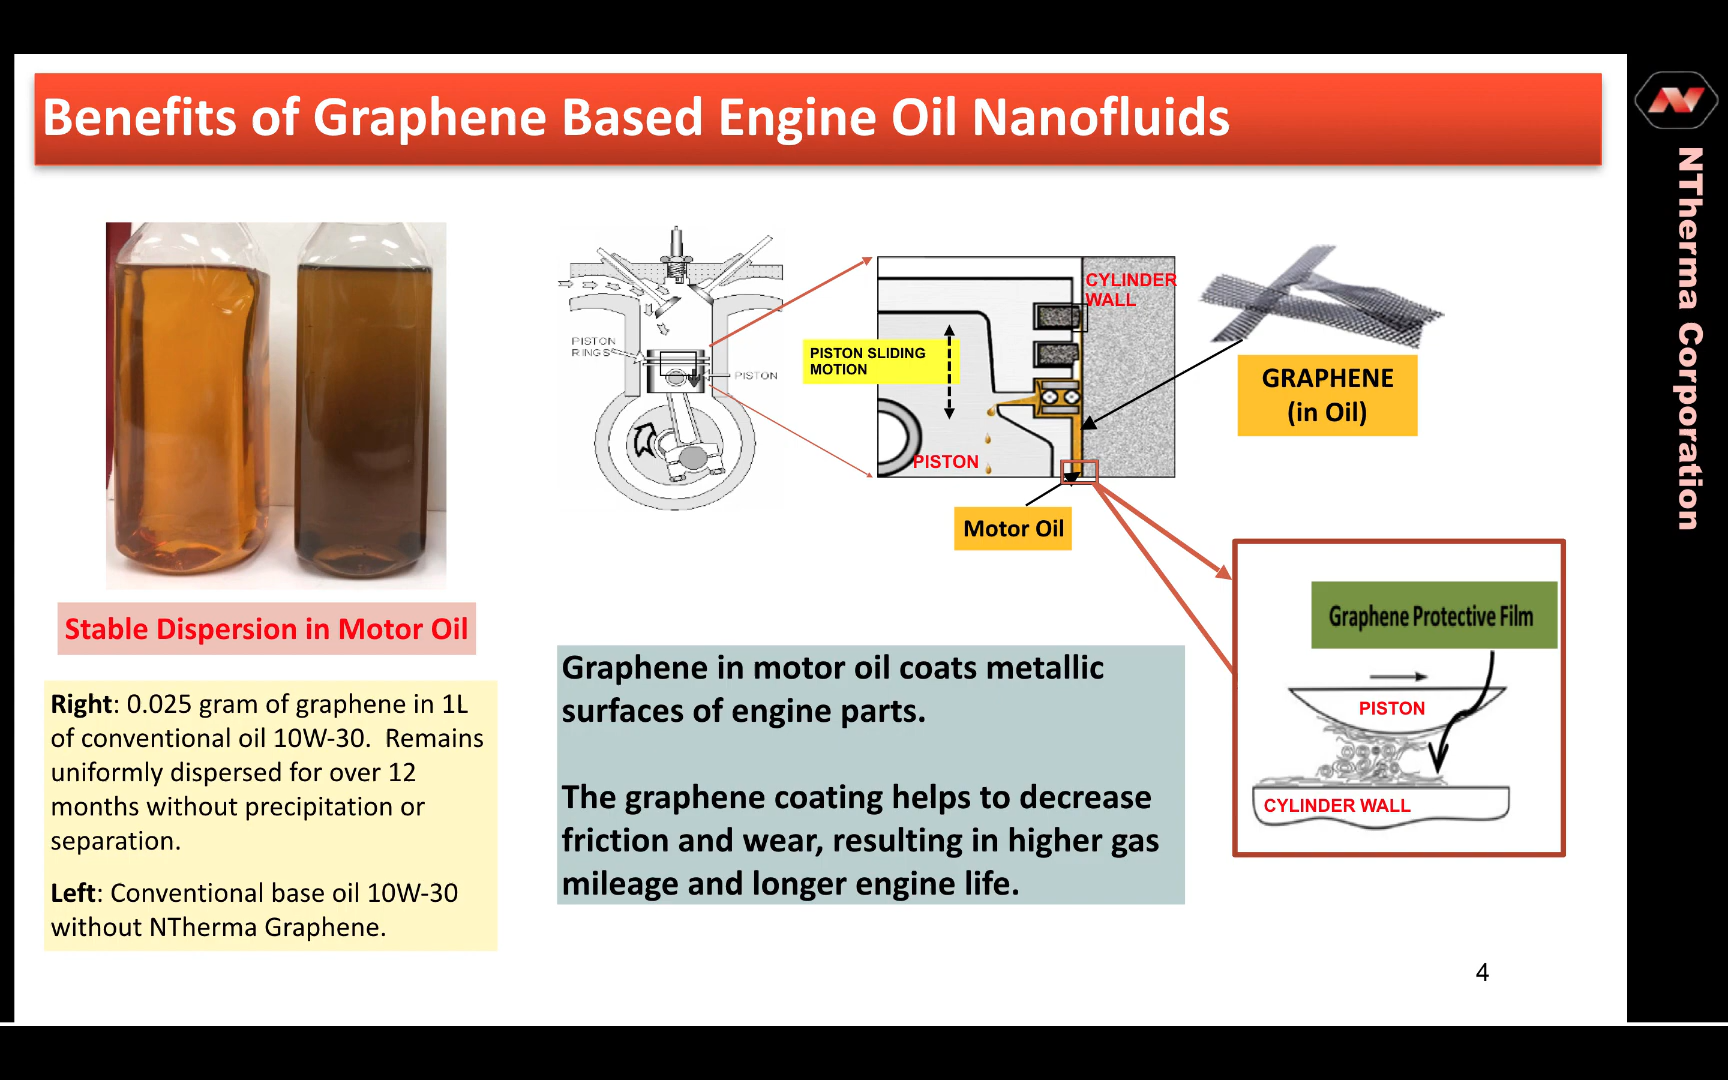 Benefits of Graphene Based Engine Oil Nanofluids
NTherma Corporation
PISTON
RINGS
PISTON
PISTON SLIDING
MOTION
CYLINDER
WALL
PISTON
GRAPHENE
(in Oil)
Motor Oil
Stable Dispersion in Motor Oil
Right: 0.025 gram of graphene in 1L
of conventional oil 10W-30. Remains
uniformly dispersed for over 12
months without precipitation or
separation.
Left: Conventional base oil 10W-30
without NTherma Graphene.
Graphene in motor oil coats metallic
surfaces of engine parts.
The graphene coating helps to decrease
friction and wear, resulting in higher gas
mileage and longer engine life.
Graphene Protective Film
PISTON
CYLINDER WALL
4